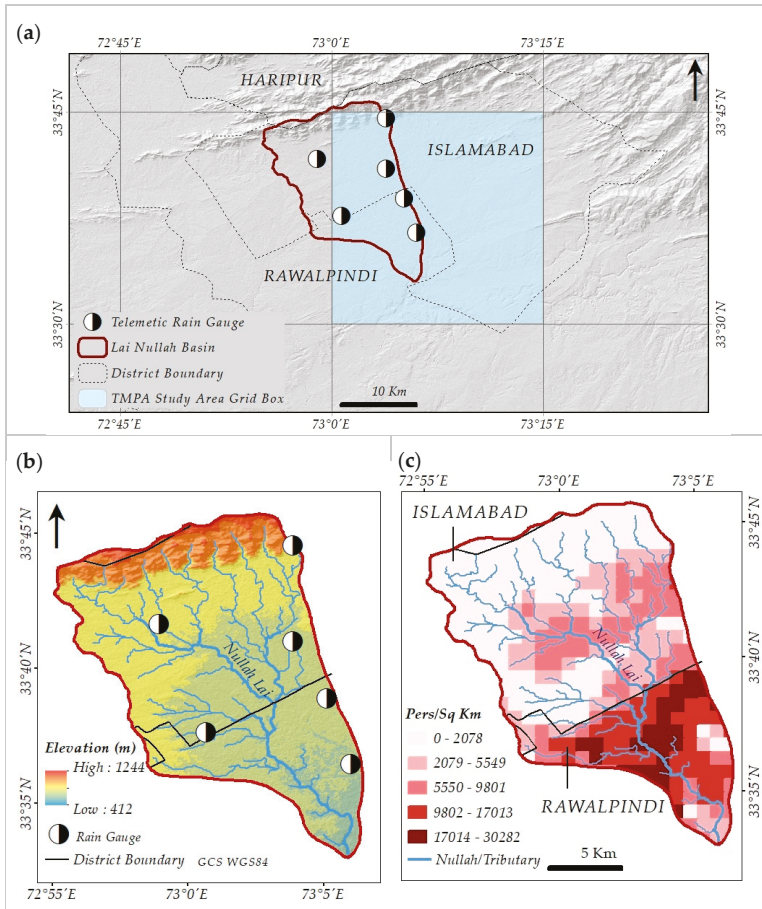 (a)
72°45′E 73°0′E 73°15′E
HARIPUR
33°45′N
33°45′N
ISLAMABAD
RAWALPINDI
Telemetic Rain Gauge
Lai Nullah Basin
District Boundary
TMPA Study Area Grid Box
10 Km
33°30′N
33°30′N
72°45′E 73°0′E 73°15′E
(b)
33°45′N
33°40′N
33°35′N
Nullah Lai
Elevation (m)
High : 1244
Low : 412
Rain Gauge
District Boundary GCS WGS84
72°55′E 73°0′E 73°5′E
(c)
72°55′E 73°0′E 73°5′E
ISLAMABAD
33°45′N
33°40′N
33°35′N
Nullah Lai
Pers/Sq Km
0 - 2078
2079 - 5549
5550 - 9801
9802 - 17013
17014 - 30282
Nullah/Tributary
RAWALPINDI
5 Km